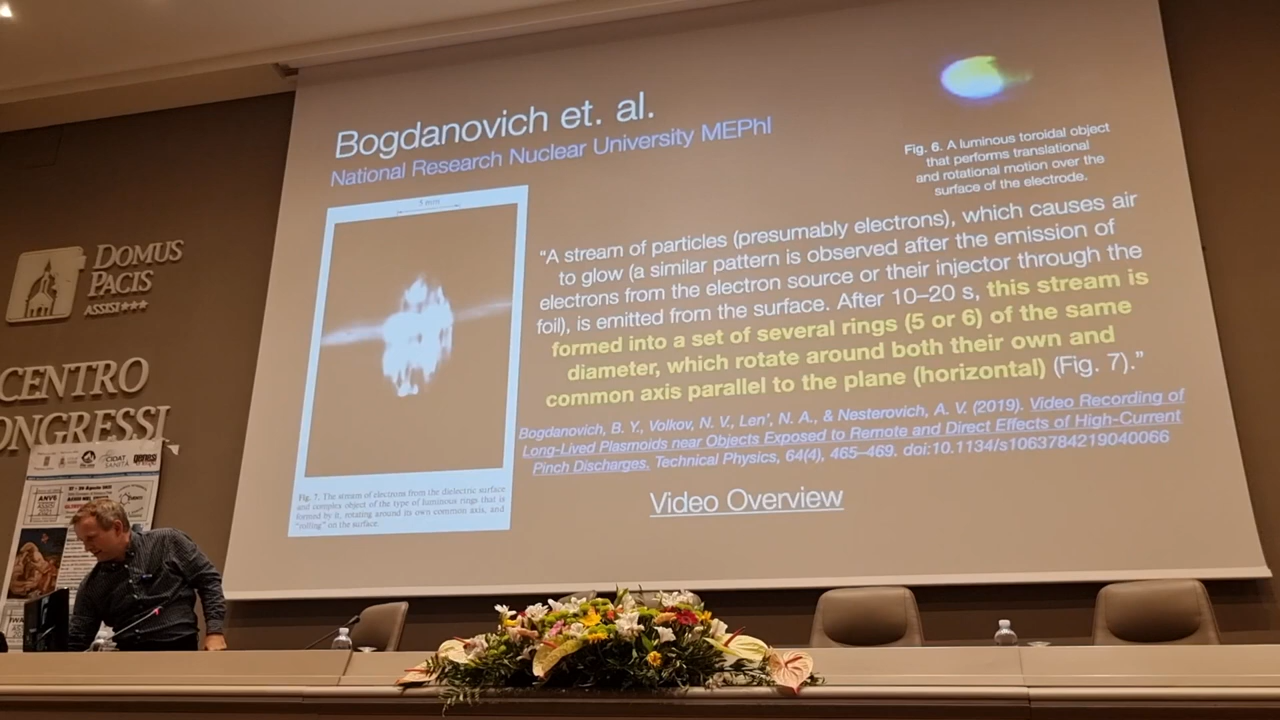 Bogdanovich et. al.
National Research Nuclear University MEPhI
Fig. 6. A luminous toroidal object
that performs translational
and rotational motion over the
surface of the electrode.
5 mm
"A stream of particles (presumably electrons), which causes air
to glow (a similar pattern is observed after the emission of
electrons from the electron source or their injector through the
foil), is emitted from the surface. After 10–20 s, this stream is
formed into a set of several rings (5 or 6) of the same
diameter, which rotate around both their own and
common axis parallel to the plane (horizontal) (Fig. 7)."
Bogdanovich, B. Y., Volkov, N. V., Len', N. A., & Nesterovich, A. V. (2019). Video Recording of
Long-Lived Plasmoids near Objects Exposed to Remote and Direct Effects of High-Current
Pinch Discharges. Technical Physics, 64(4), 465–469. doi:10.1134/s1063784219040066
Video Overview
Fig. 7. The stream of electrons from the dielectric surface
and complex object of the type of luminous rings that is
formed by it, rotating around its own common axis, and
"rolling" on the surface.
DOMUS
PACIS
ASSISI
CENTRO
ONGRESSI
CIDAT
SANITÀ